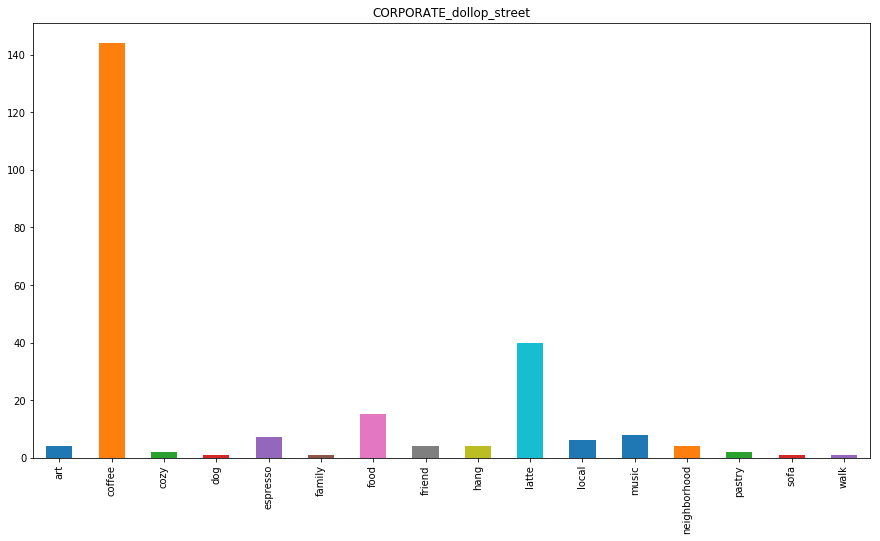 CORPORATE_dollop_street
140
120
100
80
60
40
20
0
art
coffee
cozy
dog
espresso
family
food
friend
hang
latte
local
music
neighborhood
pastry
sofa
walk